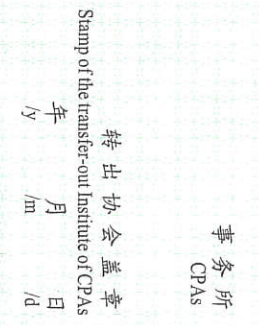 事务所
CPAs
转出协会盖章
Stamp of the transfer-out Institute of CPAs
年 月 日
/y /m /d